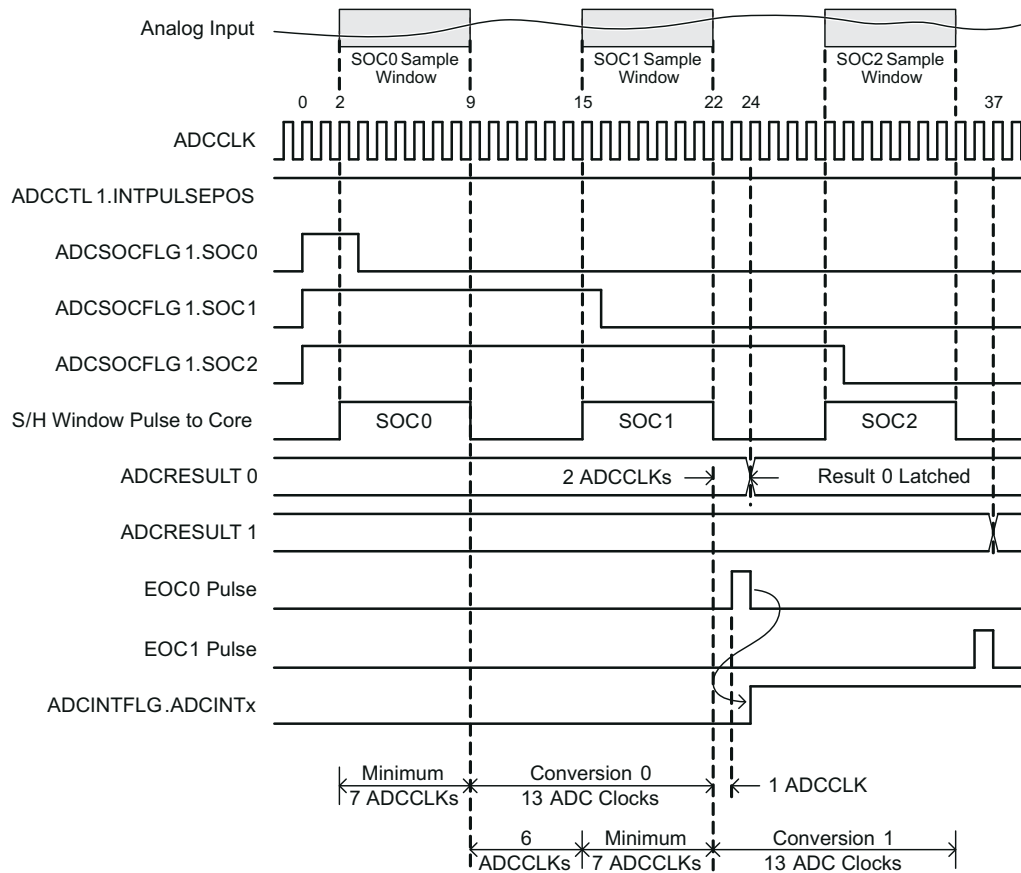 Analog Input
SOC0 Sample
Window
SOC1 Sample
Window
SOC2 Sample
Window
0 2 9 15 22 24 37
ADCCLK
ADCCTL 1.INTPULSEPOS
ADCSOCFLG 1.SOC0
ADCSOCFLG 1.SOC1
ADCSOCFLG 1.SOC2
S/H Window Pulse to Core SOC0 SOC1 SOC2
ADCRESULT 0 2 ADCCLKs Result 0 Latched
ADCRESULT 1
EOC0 Pulse
EOC1 Pulse
ADCINTFLG.ADCINTx
Minimum
7 ADCCLKs
Conversion 0
13 ADC Clocks
1 ADCCLK
6
ADCCLKs
Minimum
7 ADCCLKs
Conversion 1
13 ADC Clocks